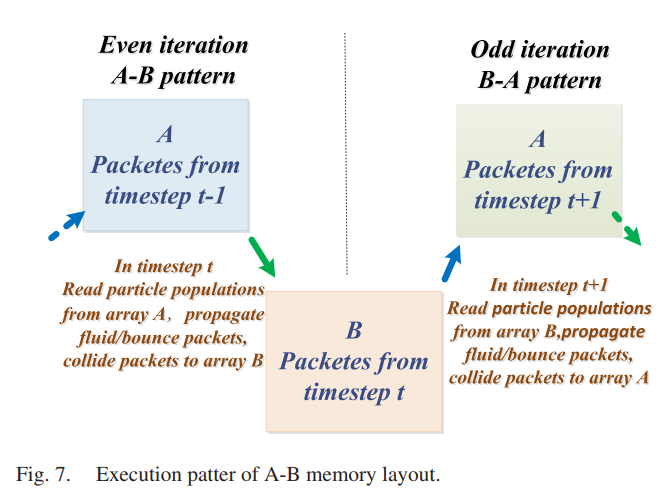 Even iteration
A-B pattern
A
Packetes from
timestep t-1
In timestep t
Read particle populations
from array A, propagate
fluid/bounce packets,
collide packets to array B
B
Packetes from
timestep t
Odd iteration
B-A pattern
A
Packetes from
timestep t+1
In timestep t+1
Read particle populations
from array B,propagate
fluid/bounce packets,
collide packets to array A
Fig. 7. Execution patter of A-B memory layout.